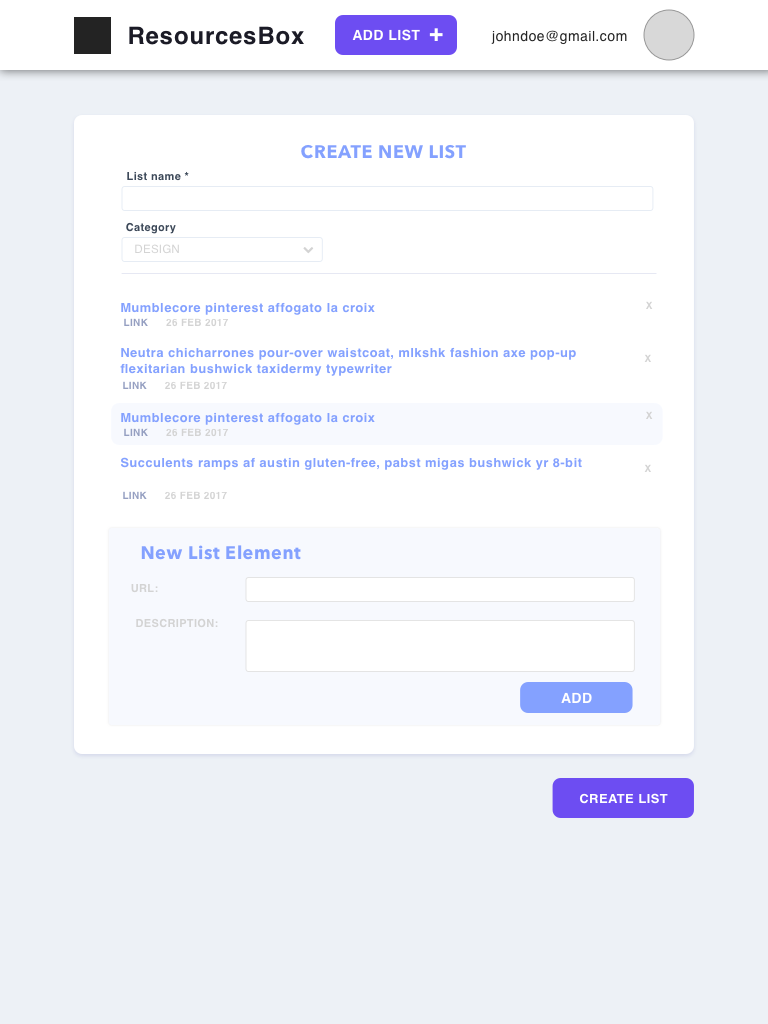 ResourcesBox
ADD LIST +
johndoe@gmail.com
CREATE NEW LIST
List name *
Category
DESIGN
Mumblecore pinterest affogato la croix
X
LINK 26 FEB 2017
Neutra chicharrones pour-over waistcoat, mlkshk fashion axe pop-up
flexitarian bushwick taxidermy typewriter
X
LINK 26 FEB 2017
Mumblecore pinterest affogato la croix
X
LINK 26 FEB 2017
Succulents ramps af austin gluten-free, pabst migas bushwick yr 8-bit
X
LINK 26 FEB 2017
New List Element
URL:
DESCRIPTION:
ADD
CREATE LIST